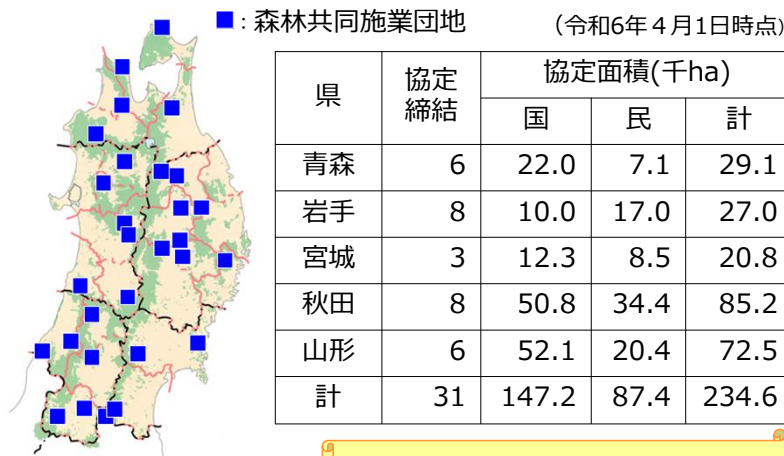 ■：森林共同施業団地 （令和6年４月1日時点)
県 協定締結 協定面積(千ha)
国 民 計
青森 6 22.0 7.1 29.1
岩手 8 10.0 17.0 27.0
宮城 3 12.3 8.5 20.8
秋田 8 50.8 34.4 85.2
山形 6 52.1 20.4 72.5
計 31 147.2 87.4 234.6